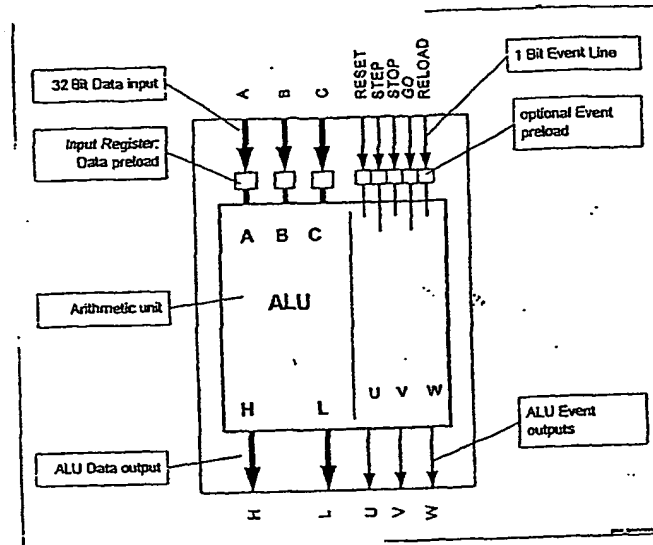 32 Bit Data input
A
B
C
RESET
STEP
STOP
GO
RELOAD
1 Bit Event Line
Input Register:
Data preload
optional Event
preload
A B C
Arithmetic unit
ALU
U V W
H L
ALU Data output
ALU Event
outputs
H
L
U
V
W